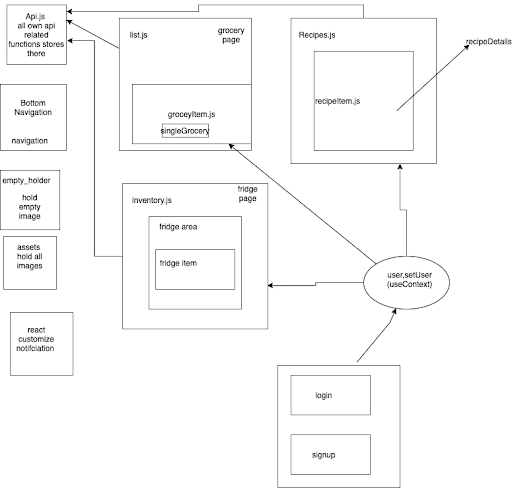 Api.js
all own api
related
functions stores
there
list.js
grocery
page
groceyItem.js
singleGrocery
Recipes.js
recipeItem.js
recipeDetails
Bottom
Navigation
navigation
empty_holder
hold
empty
image
assets
hold all
images
react
customize
notifciation
inventory.js
fridge
page
fridge area
fridge item
user,setUser
(useContext)
login
signup